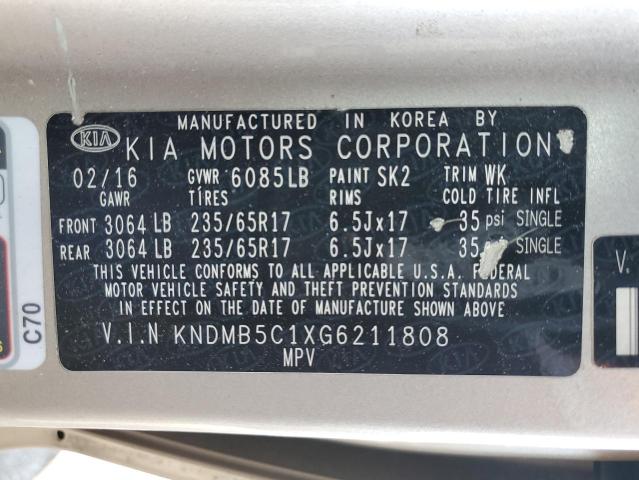 MANUFACTURED IN KOREA BY
KIA KIA MOTORS CORPORATION
02/16 GVWR 6085LB PAINT SK2 TRIM WK
GAWR TIRES RIMS COLD TIRE INFL
FRONT 3064 LB 235/65R17 6.5Jx17 35 psi SINGLE
REAR 3064 LB 235/65R17 6.5Jx17 35 SINGLE
THIS VEHICLE CONFORMS TO ALL APPLICABLE U.S.A. FEDERAL
MOTOR VEHICLE SAFETY AND THEFT PREVENTION STANDARDS
IN EFFECT ON THE DATE OF MANUFACTURE SHOWN ABOVE
V.I.N KNDMB5C1XG6211808
MPV
C70
V.